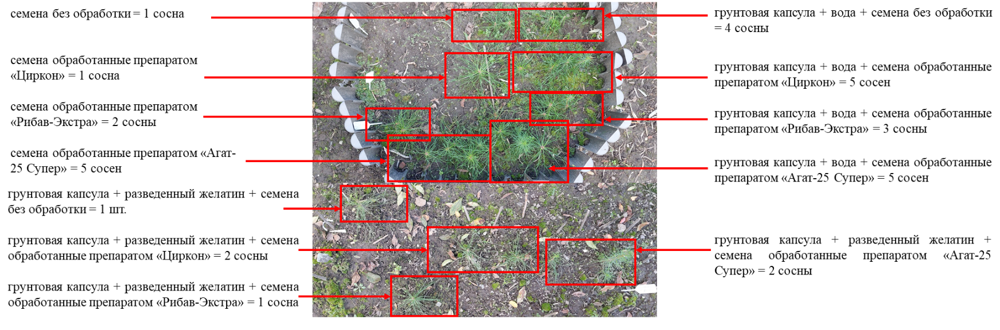 семена без обработки = 1 сосна
семена обработанные препаратом
«Циркон» = 1 сосна
семена обработанные препаратом
«Рибав-Экстра» = 2 сосны
семена обработанные препаратом «Агат-
25 Супер» = 5 сосен
грунтовая капсула + разведенный желатин + семена
без обработки = 1 шт.
грунтовая капсула + разведенный желатин + семена
обработанные препаратом «Циркон» = 2 сосны
грунтовая капсула + разведенный желатин + семена
обработанные препаратом «Рибав-Экстра» = 1 сосна
грунтовая капсула + вода + семена без обработки
= 4 сосны
грунтовая капсула + вода + семена обработанные
препаратом «Циркон» = 5 сосен
грунтовая капсула + вода + семена обработанные
препаратом «Рибав-Экстра» = 3 сосны
грунтовая капсула + вода + семена обработанные
препаратом «Агат-25 Супер» = 5 сосен
грунтовая капсула + разведенный желатин +
семена обработанные препаратом «Агат-25
Супер» = 2 сосны